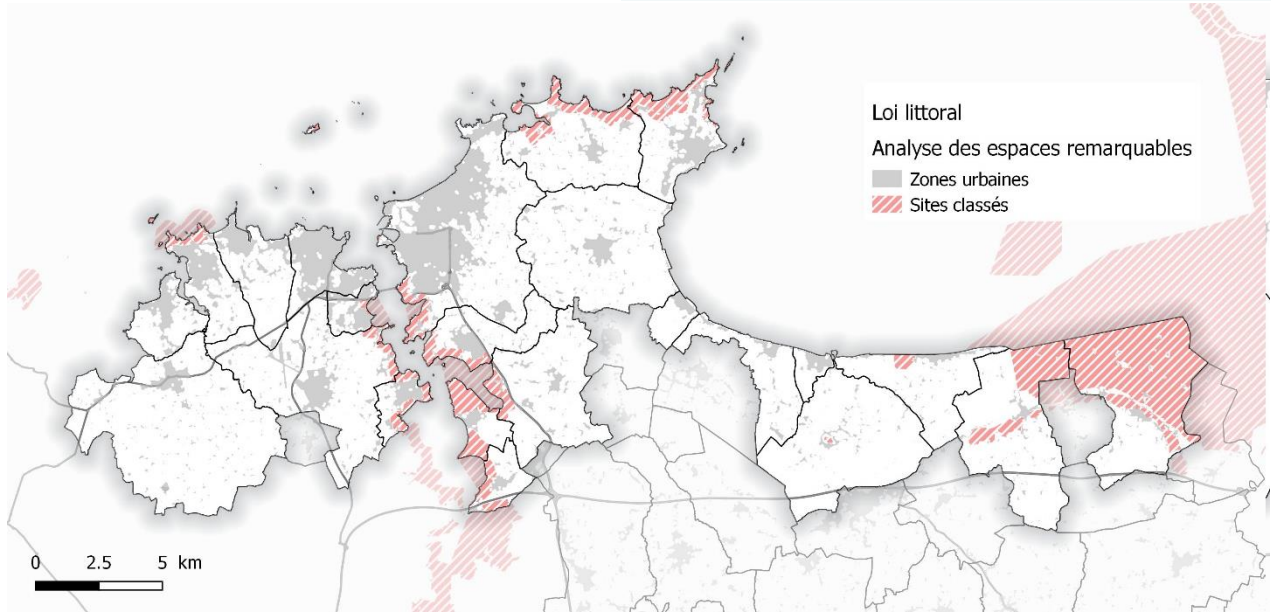 Loi littoral
Analyse des espaces remarquables
Zones urbaines
Sites classés
0 2.5 5 km